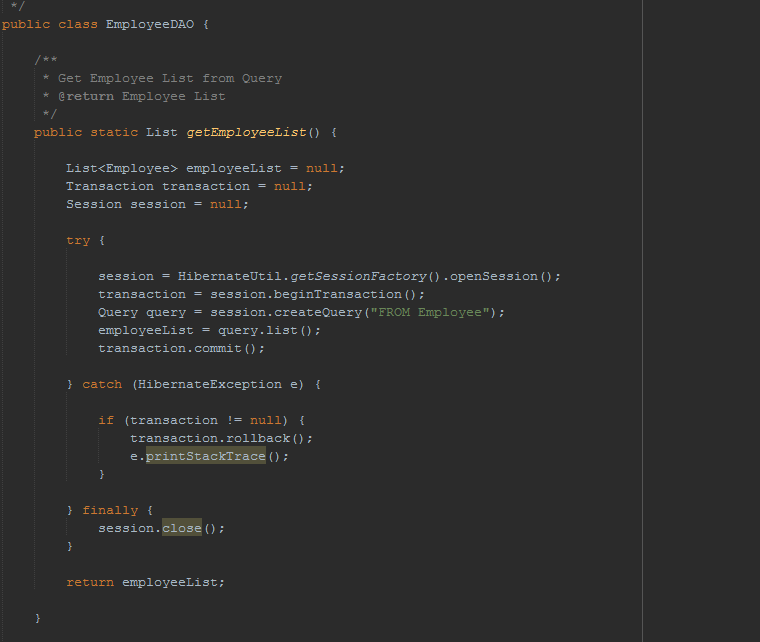 */
public class EmployeeDAO {
    /**
     * Get Employee List from Query
     * @return Employee List
     */
    public static List getEmployeeList() {
        List<Employee> employeeList = null;
        Transaction transaction = null;
        Session session = null;
        try {
            session = HibernateUtil.getSessionFactory().openSession();
            transaction = session.beginTransaction();
            Query query = session.createQuery("FROM Employee");
            employeeList = query.list();
            transaction.commit();
        } catch (HibernateException e) {
            if (transaction != null) {
                transaction.rollback();
                e.printStackTrace();
            }
        } finally {
            session.close();
        }
        return employeeList;
    }